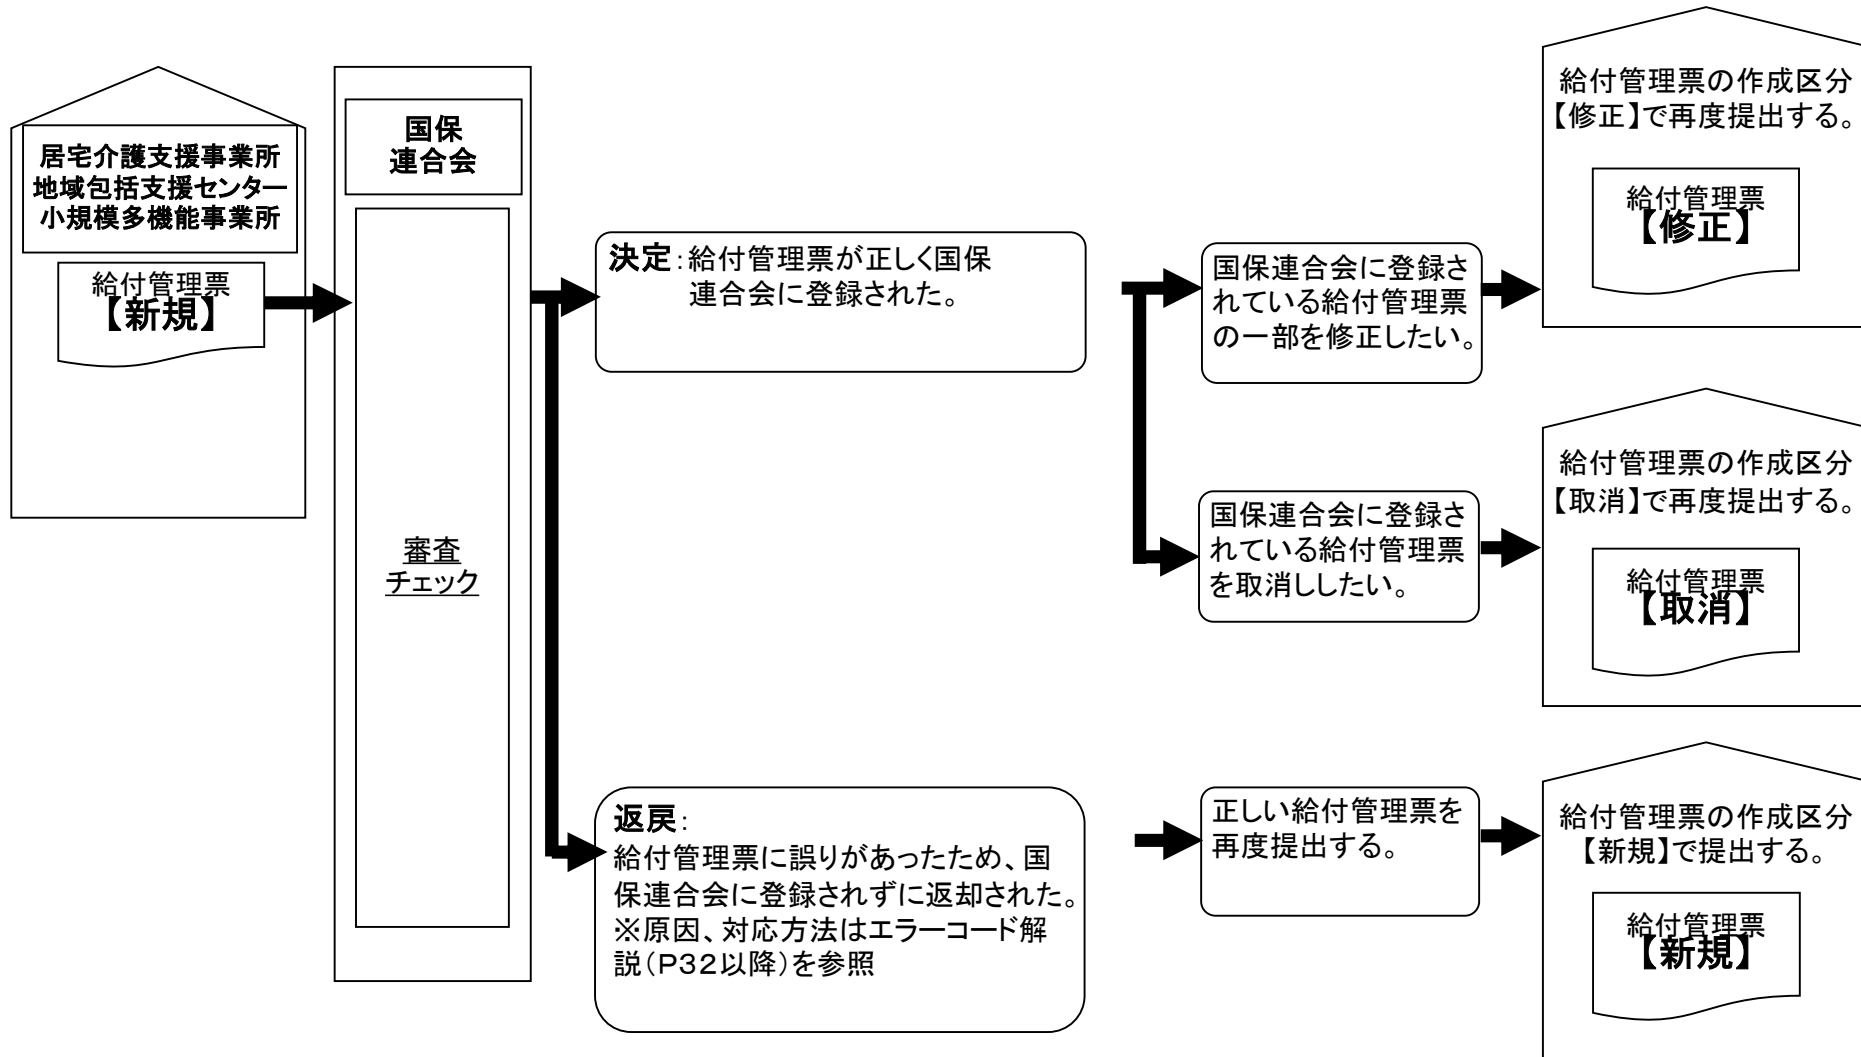 居宅介護支援事業所
地域包括支援センター
小規模多機能事業所
給付管理票
【新規】
国保
連合会
審査
チェック
決定：給付管理票が正しく国保
連合会に登録された。
国保連合会に登録さ
れている給付管理票
の一部を修正したい。
給付管理票の作成区分
【修正】で再度提出する。
給付管理票
【修正】
国保連合会に登録さ
れている給付管理票
を取消ししたい。
給付管理票の作成区分
【取消】で再度提出する。
給付管理票
【取消】
返戻：
給付管理票に誤りがあったため、国
保連合会に登録されずに返却された。
※原因、対応方法はエラーコード解
説（P32以降）を参照
正しい給付管理票を
再度提出する。
給付管理票の作成区分
【新規】で提出する。
給付管理票
【新規】